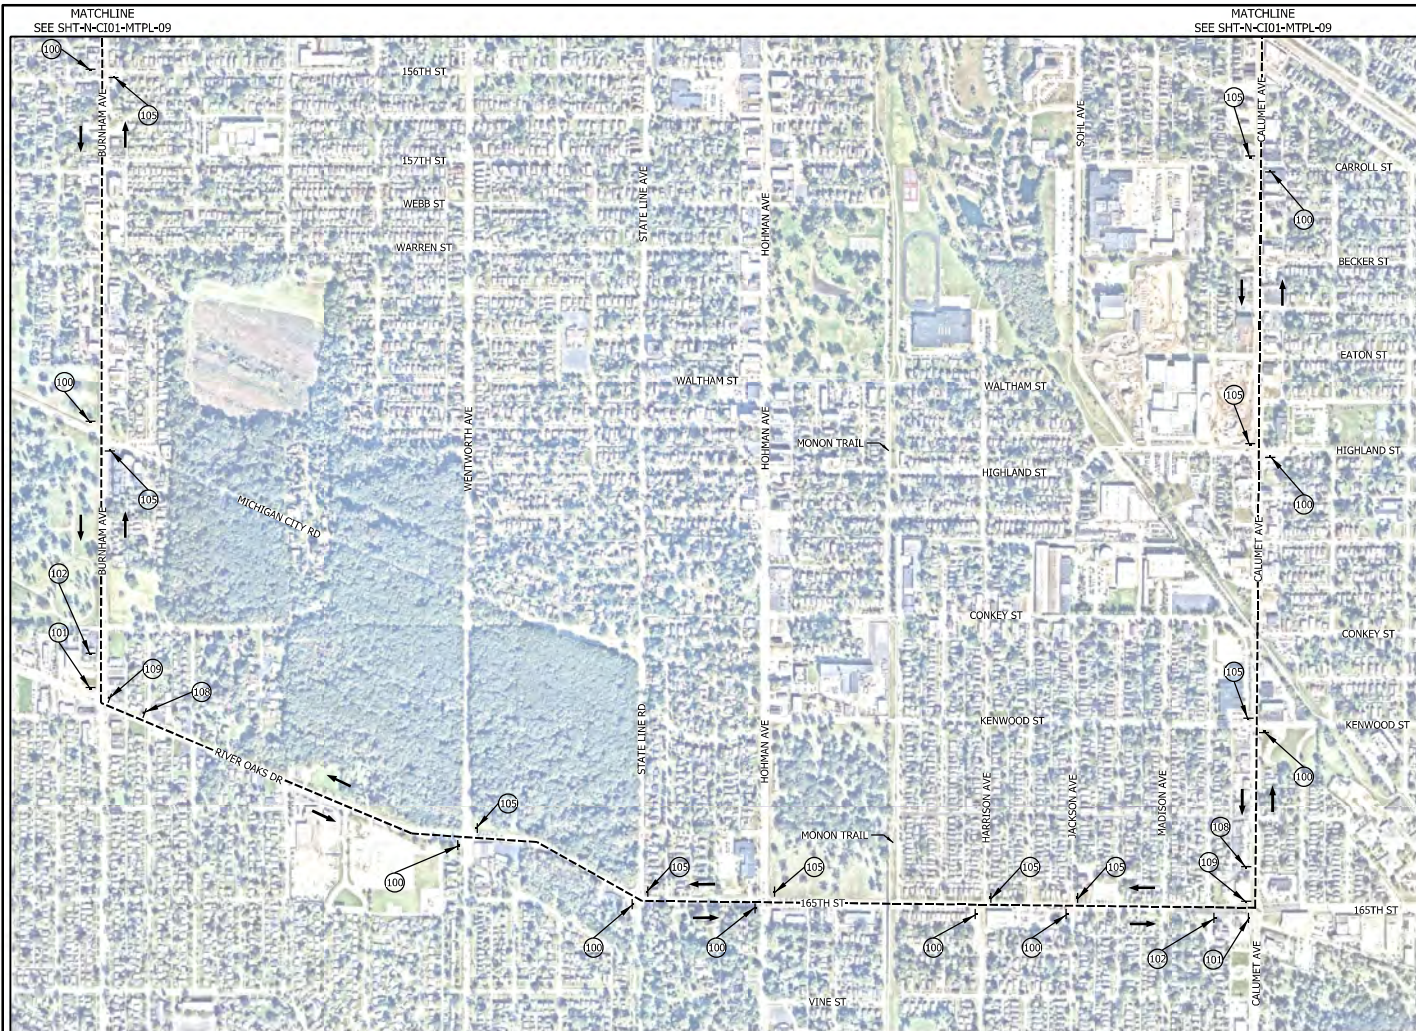 MATCHLINE
SEE SHT-N-CI01-MTPL-09
MATCHLINE
SEE SHT-N-CI01-MTPL-09
100
156TH ST
BURNHAM AVE
105
SOHL AVE
CALUMET AVE
105
157TH ST
CARROLL ST
WEBB ST
STATE LINE AVE
HOHMAN AVE
100
WARREN ST
BECKER ST
EATON ST
100
WALTHAM ST
WALTHAM ST
105
WENTWORTH AVE
HOHMAN AVE
MONON TRAIL
HIGHLAND ST
HIGHLAND ST
105
100
MICHIGAN CITY RD
BURNHAM AVE
CALUMET AVE
102
CONKEY ST
CONKEY ST
101
109
105
108
KENWOOD ST
KENWOOD ST
STATE LINE RD
HOHMAN AVE
RIVER OAKS DR
100
105
HARRISON AVE
JACKSON AVE
MADISON AVE
108
MONON TRAIL
109
105
105
105
105
100
165TH ST
165TH ST
100
100
100
100
102
101
CALUMET AVE
VINE ST